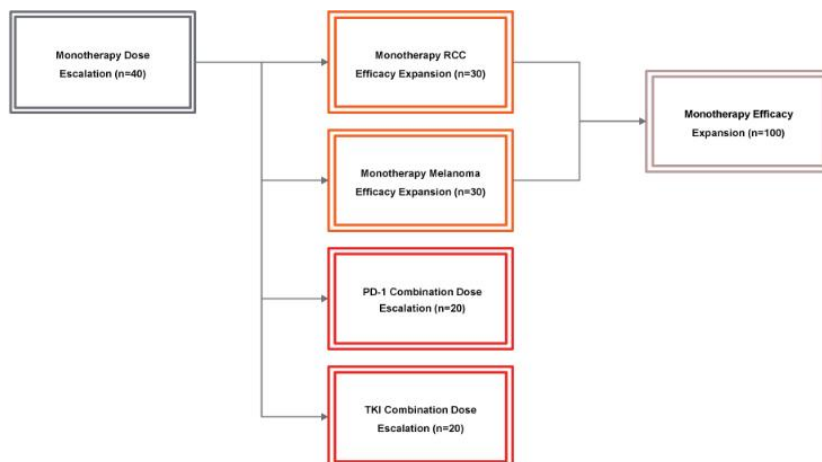 Monotherapy Dose
Escalation (n=40)
Monotherapy RCC
Efficacy Expansion (n=30)
Monotherapy Efficacy
Expansion (n=100)
Monotherapy Melanoma
Efficacy Expansion (n=30)
PD-1 Combination Dose
Escalation (n=20)
TKI Combination Dose
Escalation (n=20)